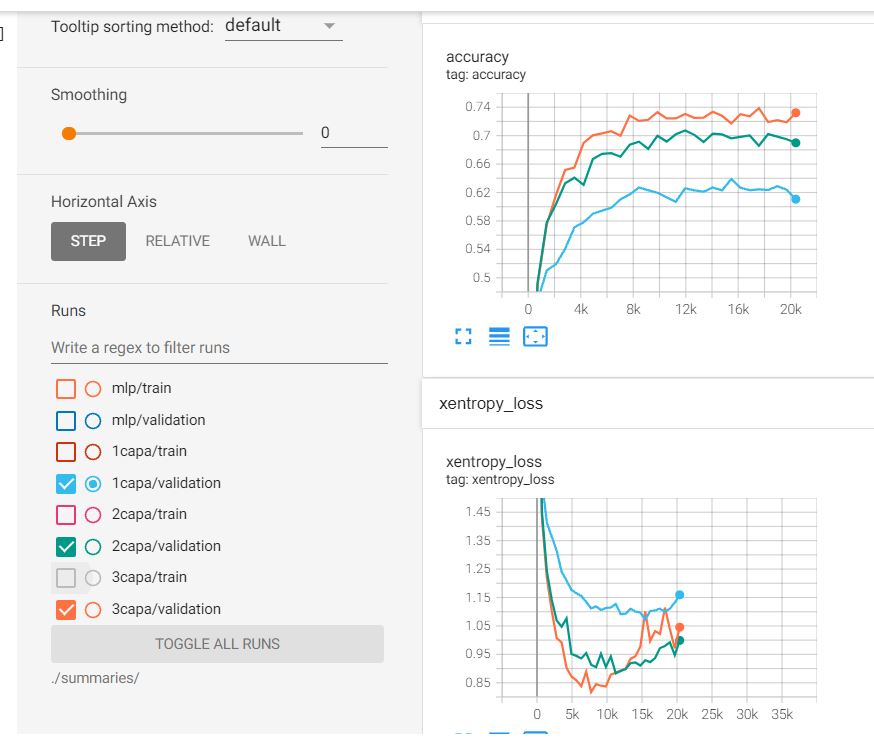 Tooltip sorting method: default
Smoothing
0
Horizontal Axis
STEP RELATIVE WALL
Runs
Write a regex to filter runs
mlp/train
mlp/validation
1capa/train
1capa/validation
2capa/train
2capa/validation
3capa/train
3capa/validation
TOGGLE ALL RUNS
./summaries/
accuracy
tag: accuracy
0.74
0.7
0.66
0.62
0.58
0.54
0.5
0 4k 8k 12k 16k 20k
xentropy_loss
xentropy_loss
tag: xentropy_loss
1.45
1.35
1.25
1.15
1.05
0.95
0.85
0 5k 10k 15k 20k 25k 30k 35k